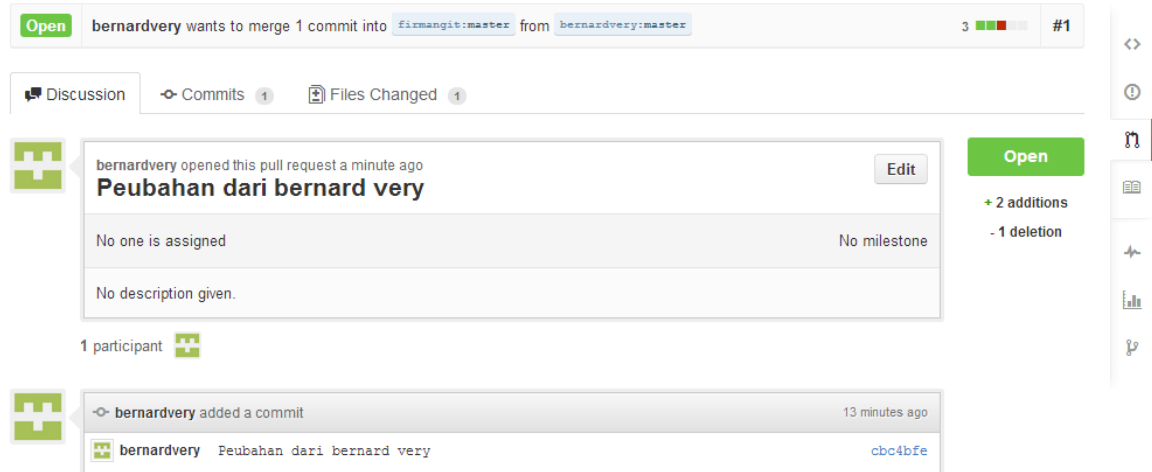 Open bernardvery wants to merge 1 commit into firmangit:master from bernardvery:master 3 #1
Discussion Commits 1 Files Changed 1
bernardvery opened this pull request a minute ago
Edit
Open
Peubahan dari bernard very
+ 2 additions
- 1 deletion
No one is assigned No milestone
No description given.
1 participant
bernardvery added a commit 13 minutes ago
bernardvery Peubahan dari bernard very cbc4bfe